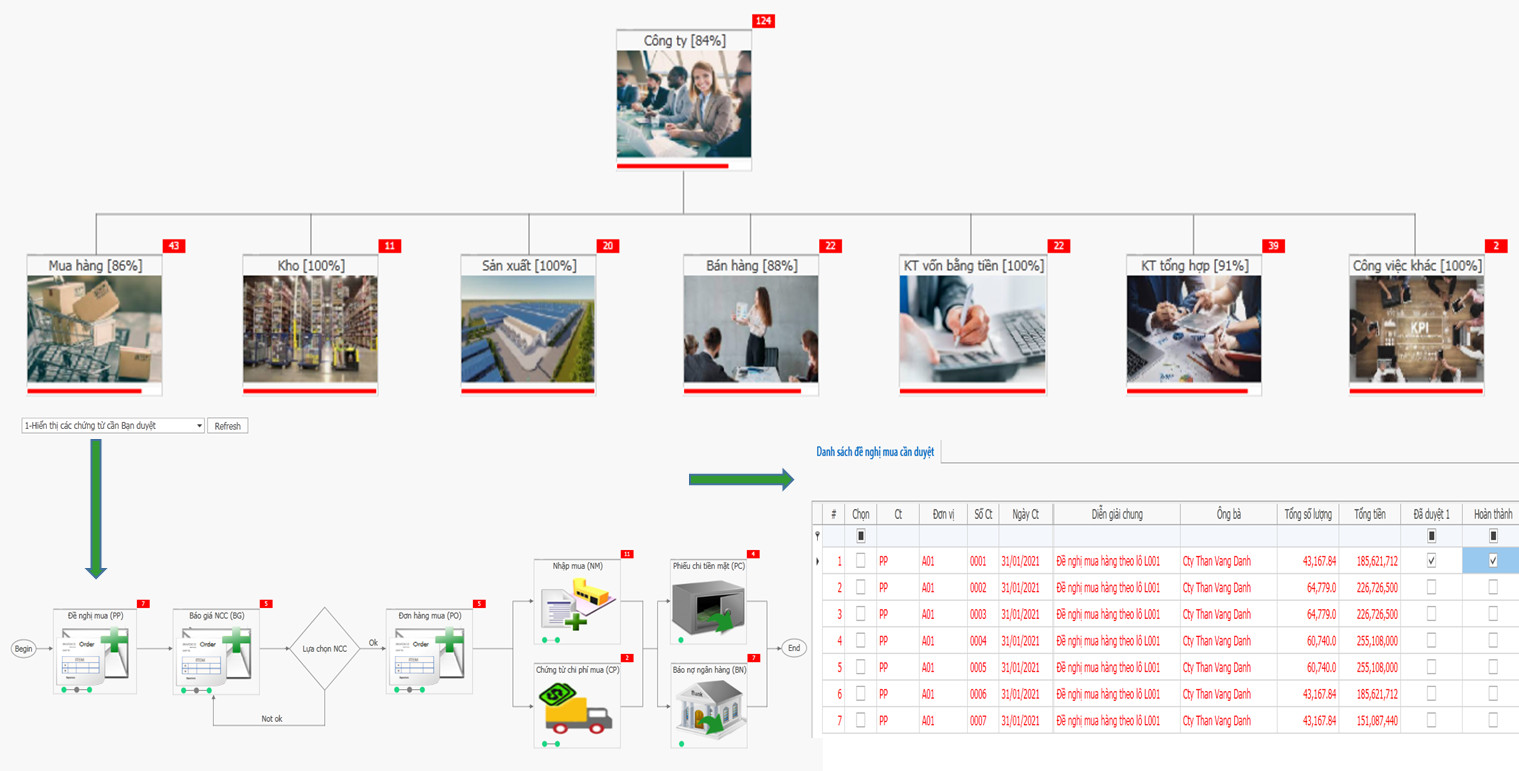 124
Công ty [84%]
43
11
20
22
22
39
2
Mua hàng [86%]
Kho [100%]
Sản xuất [100%]
Bán hàng [88%]
KT vốn bằng tiền [100%]
KT tổng hợp [91%]
Công việc khác [100%]
KPI
1-Hiển thị các chứng từ cần Bạn duyệt
Refresh
Danh sách đề nghị mua cần duyệt
Begin
7
Đề nghị mua (PP)
Order
5
Báo giá NCC (BG)
Order
Lựa chọn NCC
Ok
Not ok
5
Đơn hàng mua (PO)
Order
11
Nhập mua (NM)
4
Phiếu chi tiền mặt (PC)
2
Chứng từ chi phí mua (CP)
7
Báo nợ ngân hàng (BN)
Bank
End
# Chọn Ct Đơn vị Số Ct Ngày Ct Diễn giải chung Ông bà Tổng số lượng Tổng tiền Đã duyệt 1 Hoàn thành
1 PP A01 0001 31/01/2021 Đề nghị mua hàng theo lô L001 Cty Than Vang Danh 43,167.84 185,621,712
2 PP A01 0002 31/01/2021 Đề nghị mua hàng theo lô L001 Cty Than Vang Danh 64,779.0 226,726,500
3 PP A01 0003 31/01/2021 Đề nghị mua hàng theo lô L001 Cty Than Vang Danh 64,779.0 226,726,500
4 PP A01 0004 31/01/2021 Đề nghị mua hàng theo lô L001 Cty Than Vang Danh 60,740.0 255,108,000
5 PP A01 0005 31/01/2021 Đề nghị mua hàng theo lô L001 Cty Than Vang Danh 60,740.0 255,108,000
6 PP A01 0006 31/01/2021 Đề nghị mua hàng theo lô L001 Cty Than Vang Danh 43,167.84 185,621,712
7 PP A01 0007 31/01/2021 Đề nghị mua hàng theo lô L001 Cty Than Vang Danh 43,167.84 151,087,440